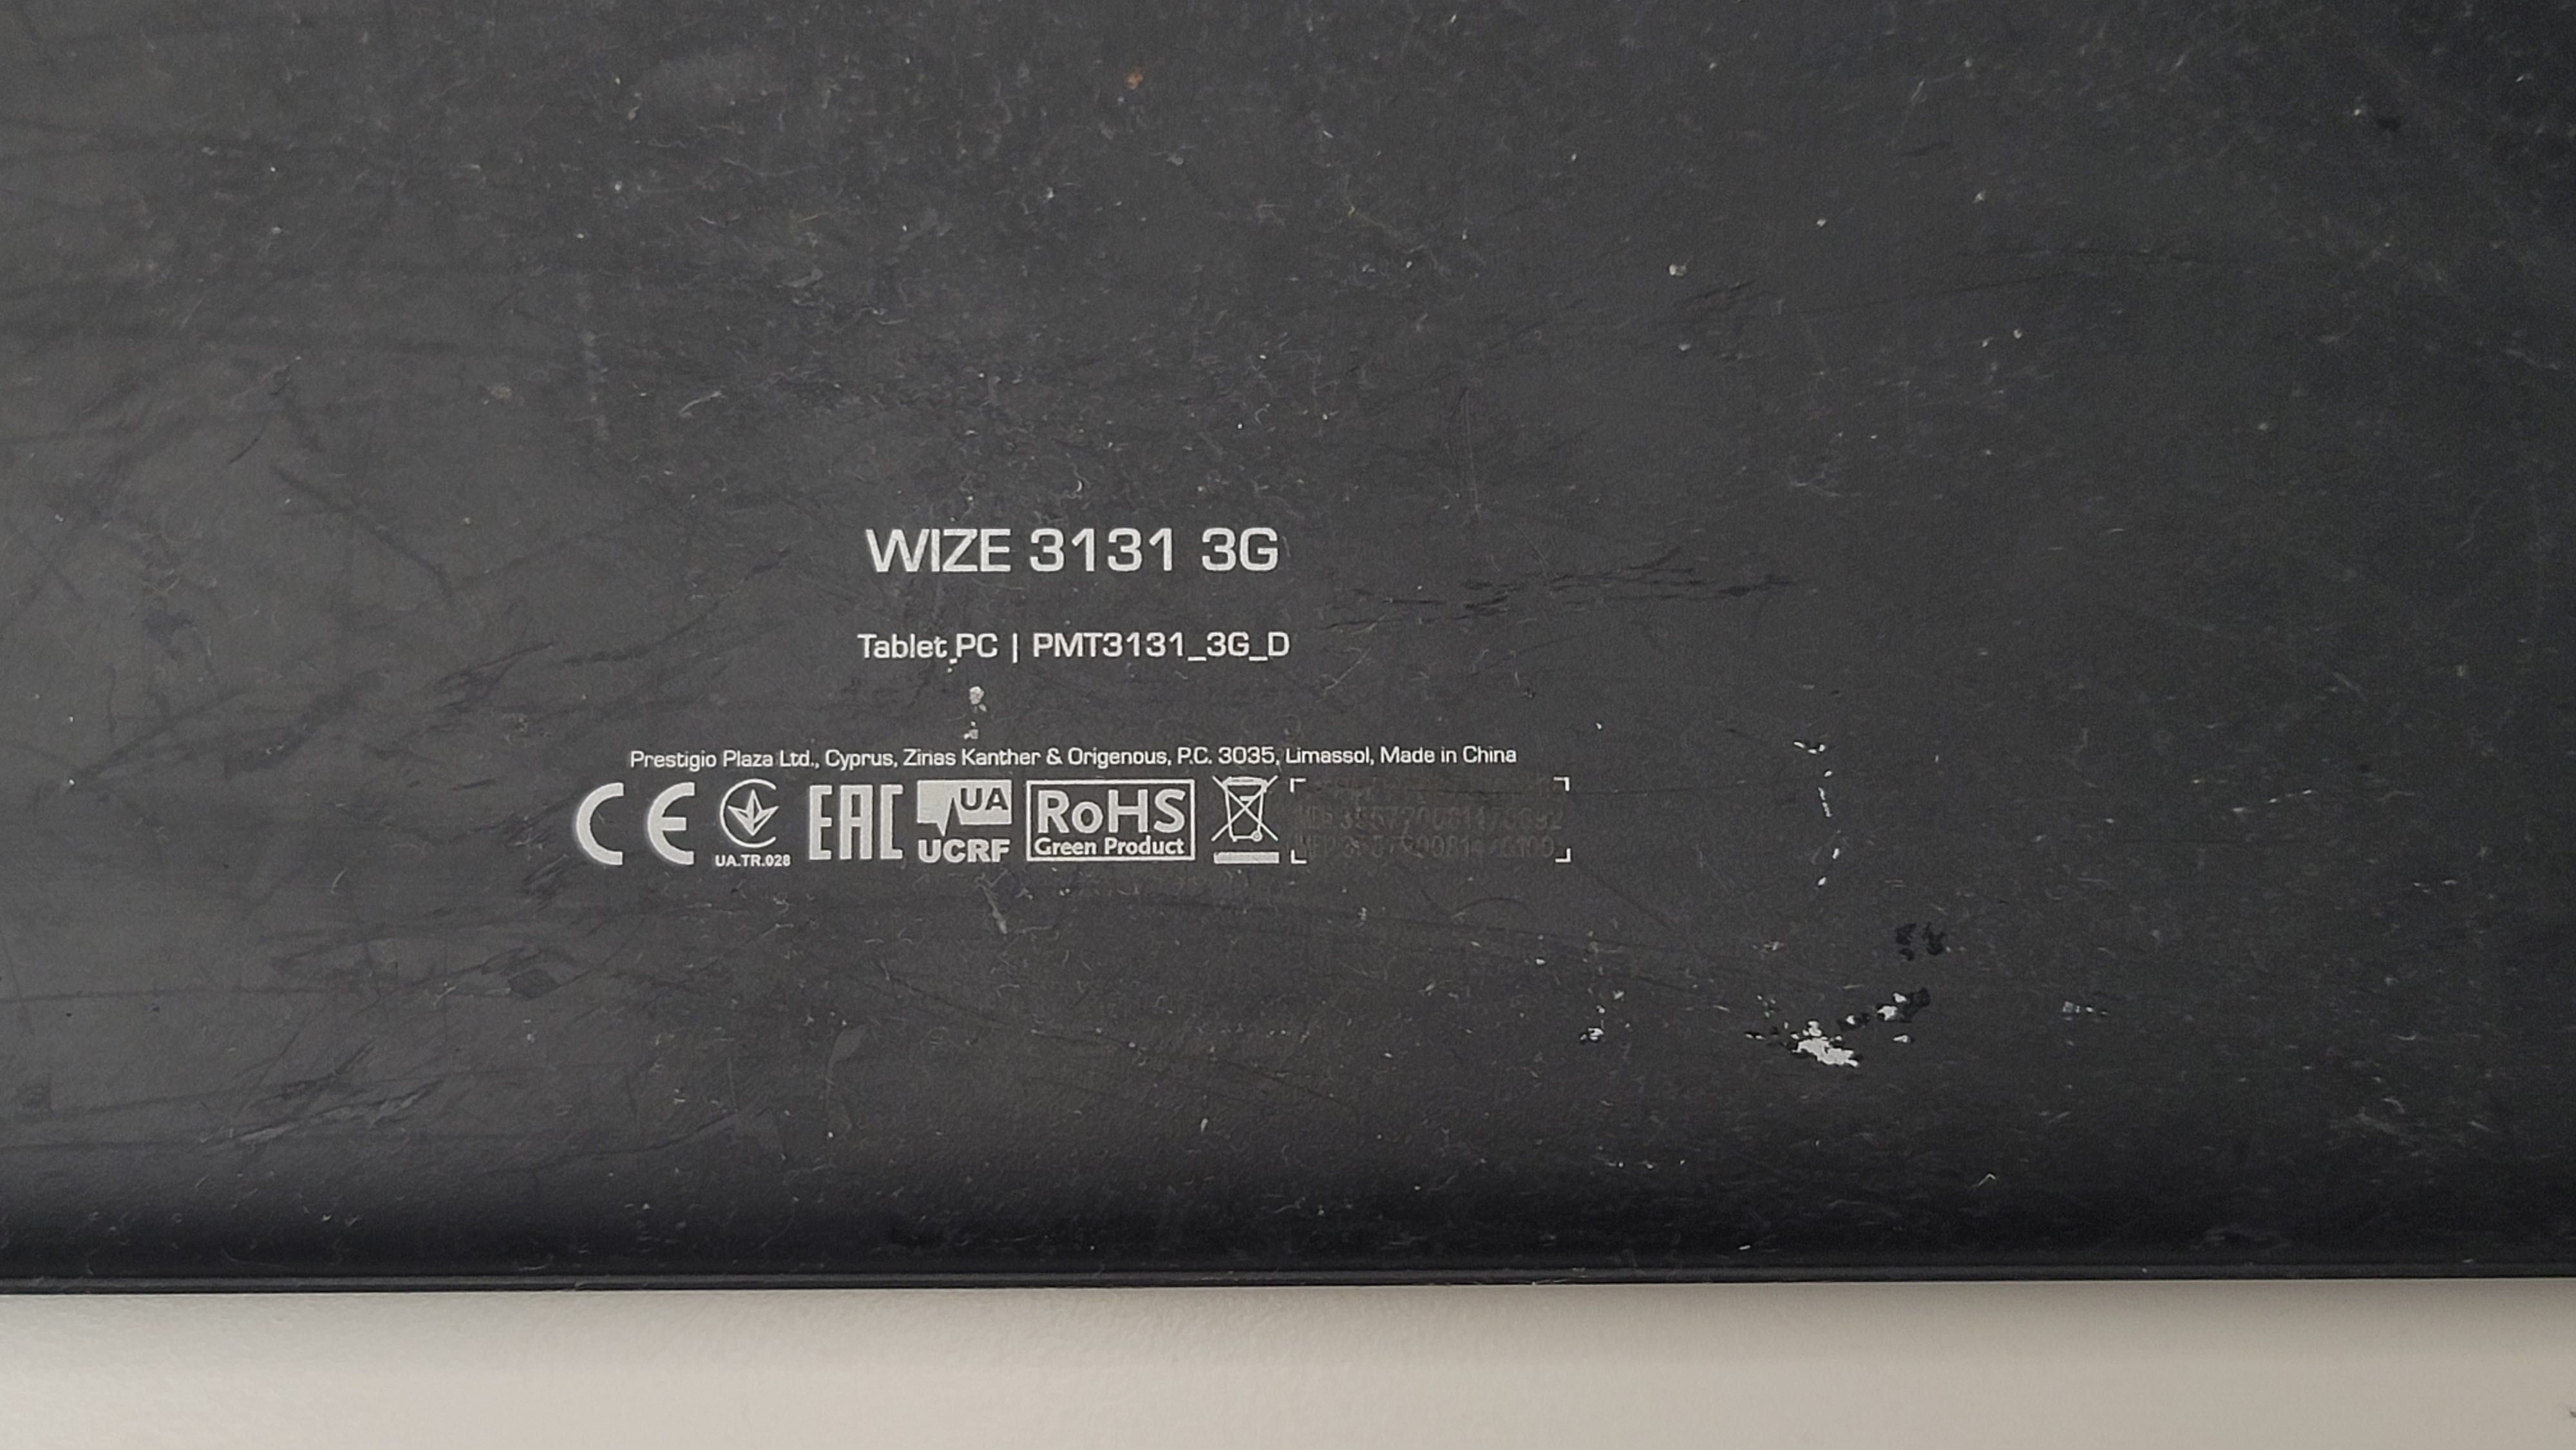 WIZE 3131 3G
Tablet PC | PMT3131_3G_D
Prestigio Plaza Ltd., Cyprus, Zinas Kanther & Origenous, P.C. 3035, Limassol, Made in China
CE UA.TR.028 EAC UA UCRF RoHS Green Product